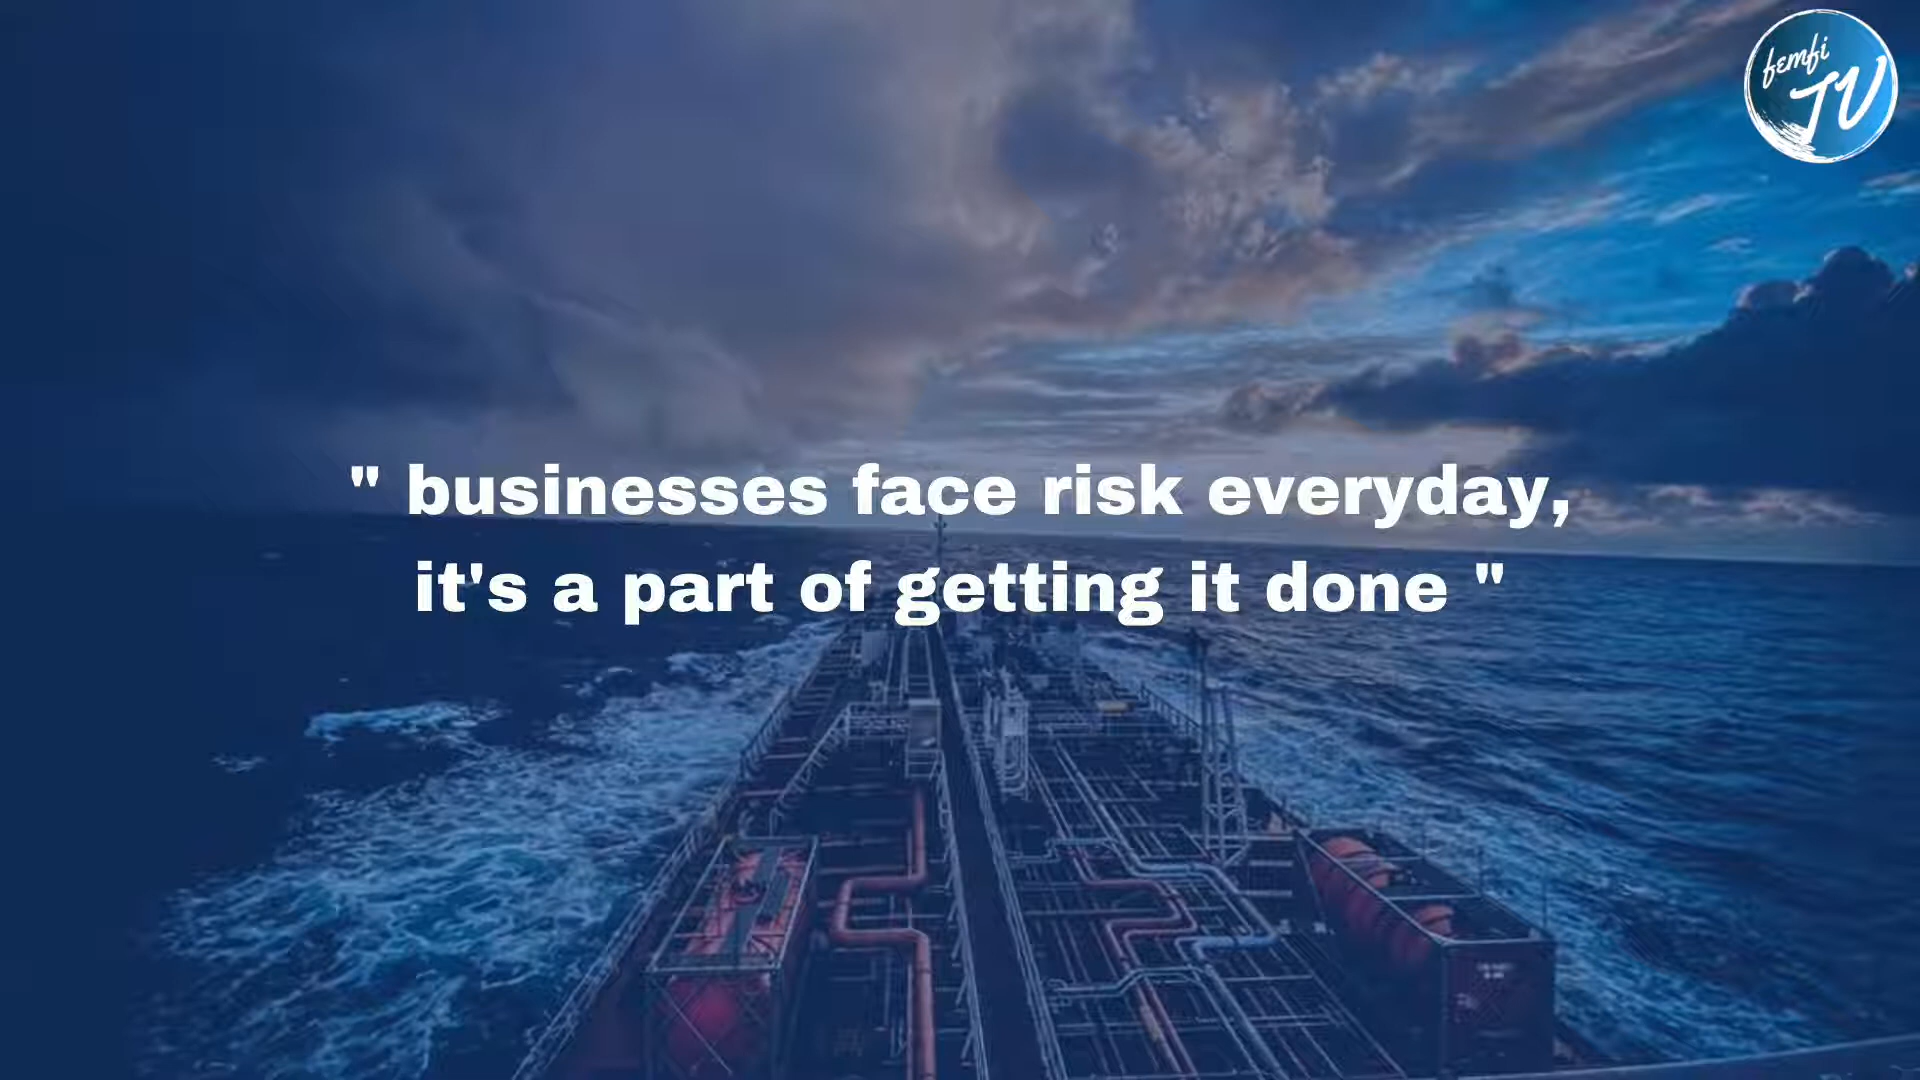 femfi
TV
" businesses face risk everyday,
it's a part of getting it done "